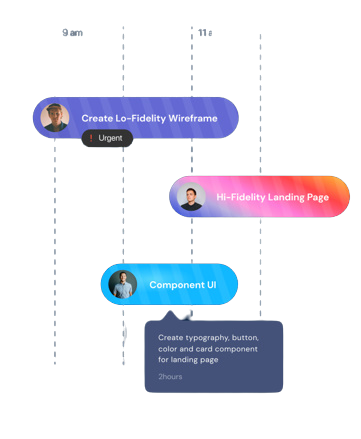 9 am
11
Create Lo-Fidelity Wireframe
! Urgent
Hi-Fidelity Landing Page
Component UI
Create typography, button,
color and card component
for landing page
2hours